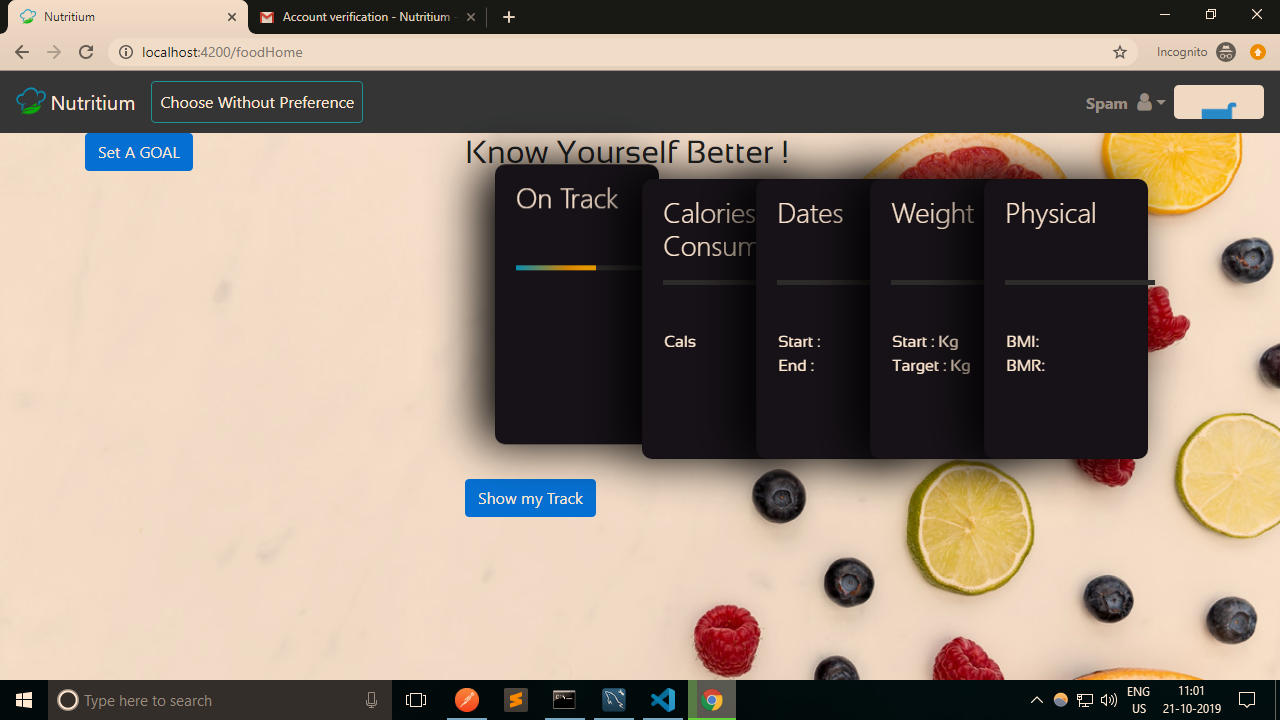 Nutritium
Account verification - Nutritium -
localhost:4200/foodHome
Incognito
Nutritium
Choose Without Preference
Spam
Set A GOAL
Know Yourself Better !
On Track
Calories
Consum
Cals
Dates
Start :
End :
Weight
Start : Kg
Target : Kg
Physical
BMI:
BMR:
Show my Track
Type here to search
ENG
US
11:01
21-10-2019